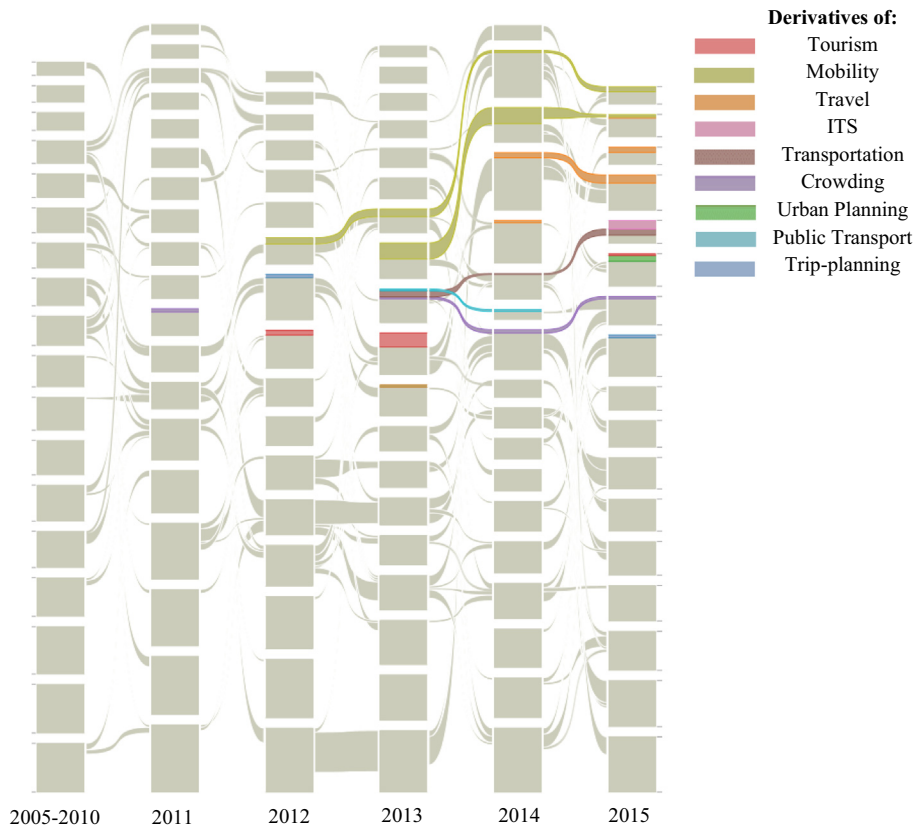 Derivatives of:
Tourism
Mobility
Travel
ITS
Transportation
Crowding
Urban Planning
Public Transport
Trip-planning
2005-2010 2011 2012 2013 2014 2015